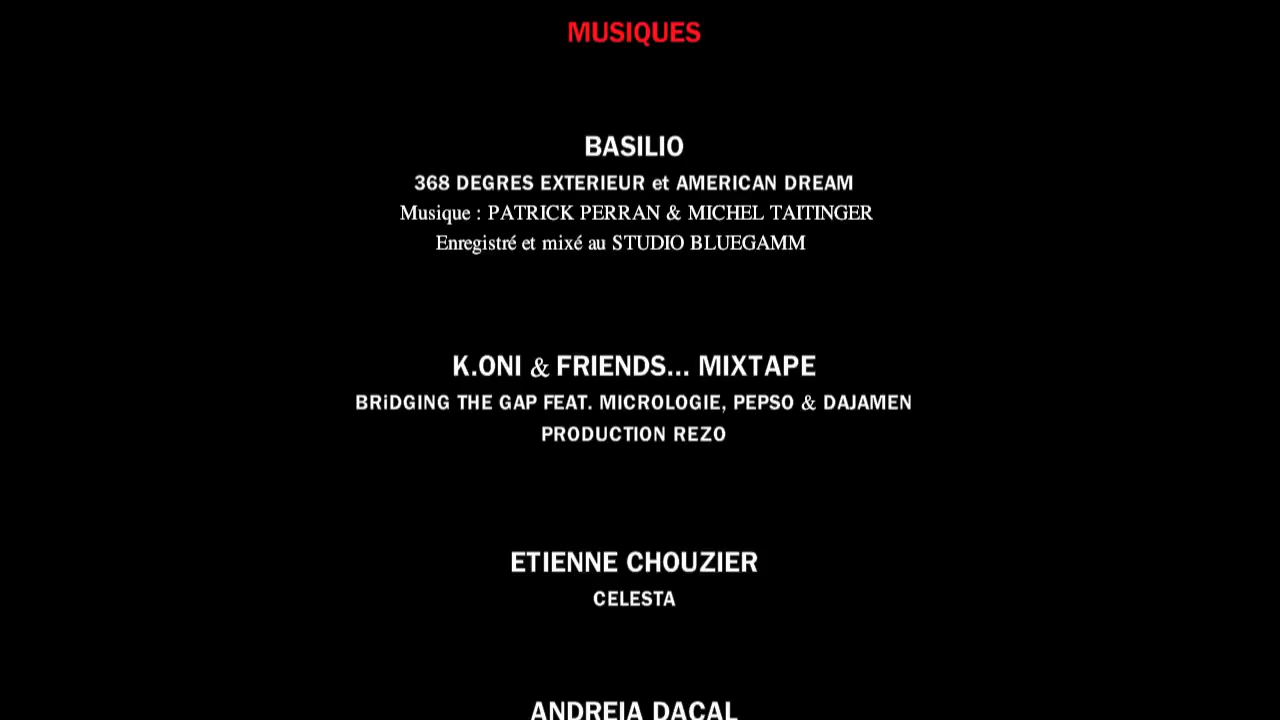 MUSIQUES
BASILIO
368 DEGRES EXTERIEUR et AMERICAN DREAM
Musique : PATRICK PERRAN & MICHEL TAITINGER
Enregistré et mixé au STUDIO BLUEGAMM
K.ONI & FRIENDS... MIXTAPE
BRiDGING THE GAP FEAT. MICROLOGIE, PEPSO & DAJAMEN
PRODUCTION REZO
ETIENNE CHOUZIER
CELESTA
ANDREIA DACAL